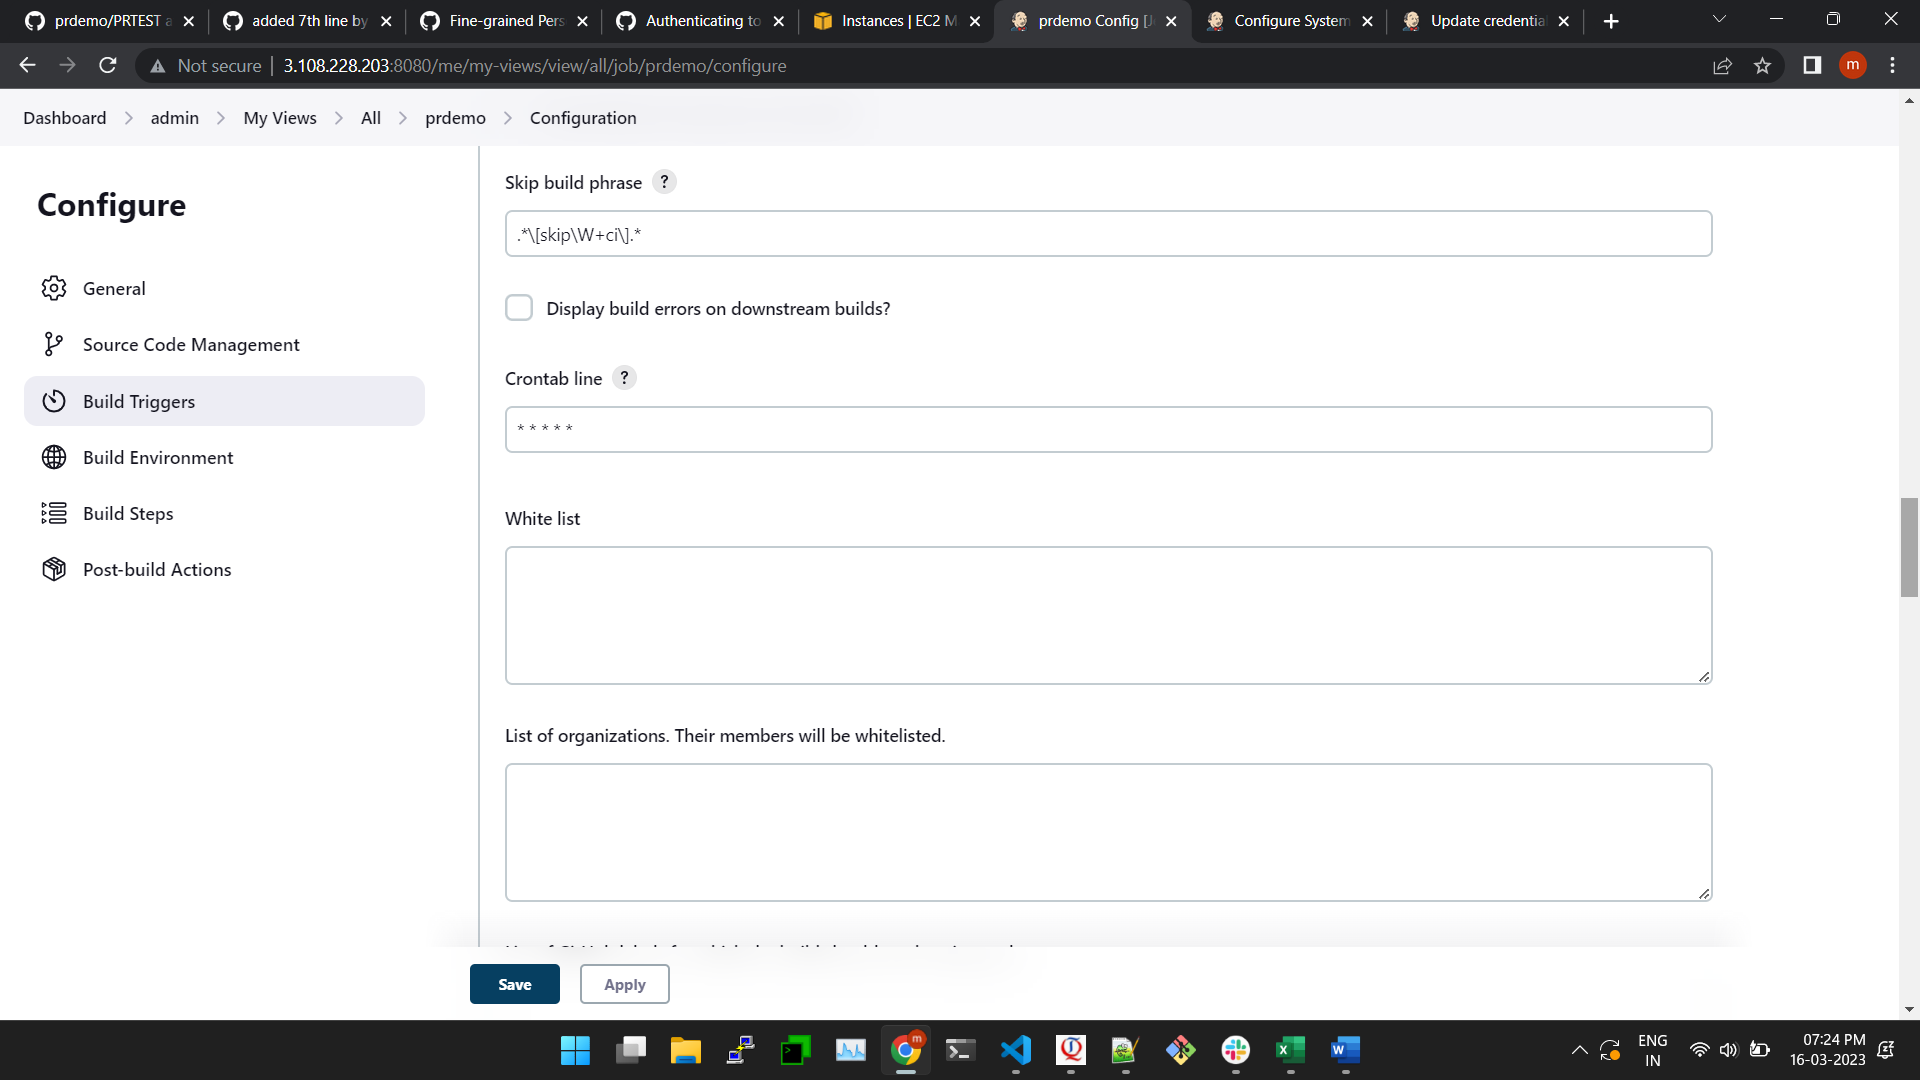 prdemo/PRTEST a
added 7th line by
Fine-grained Pers
Authenticating to
Instances | EC2 M
prdemo Config [J
Configure System
Update credential
Not secure
3.108.228.203:8080/me/my-views/view/all/job/prdemo/configure
m
Dashboard
admin
My Views
All
prdemo
Configuration
Configure
General
Source Code Management
Build Triggers
Build Environment
Build Steps
Post-build Actions
Skip build phrase ?
.*\[skip\W+ci\].*
Display build errors on downstream builds?
Crontab line ?
* * * * *
White list
List of organizations. Their members will be whitelisted.
Save
Apply
ENG
IN
07:24 PM
16-03-2023